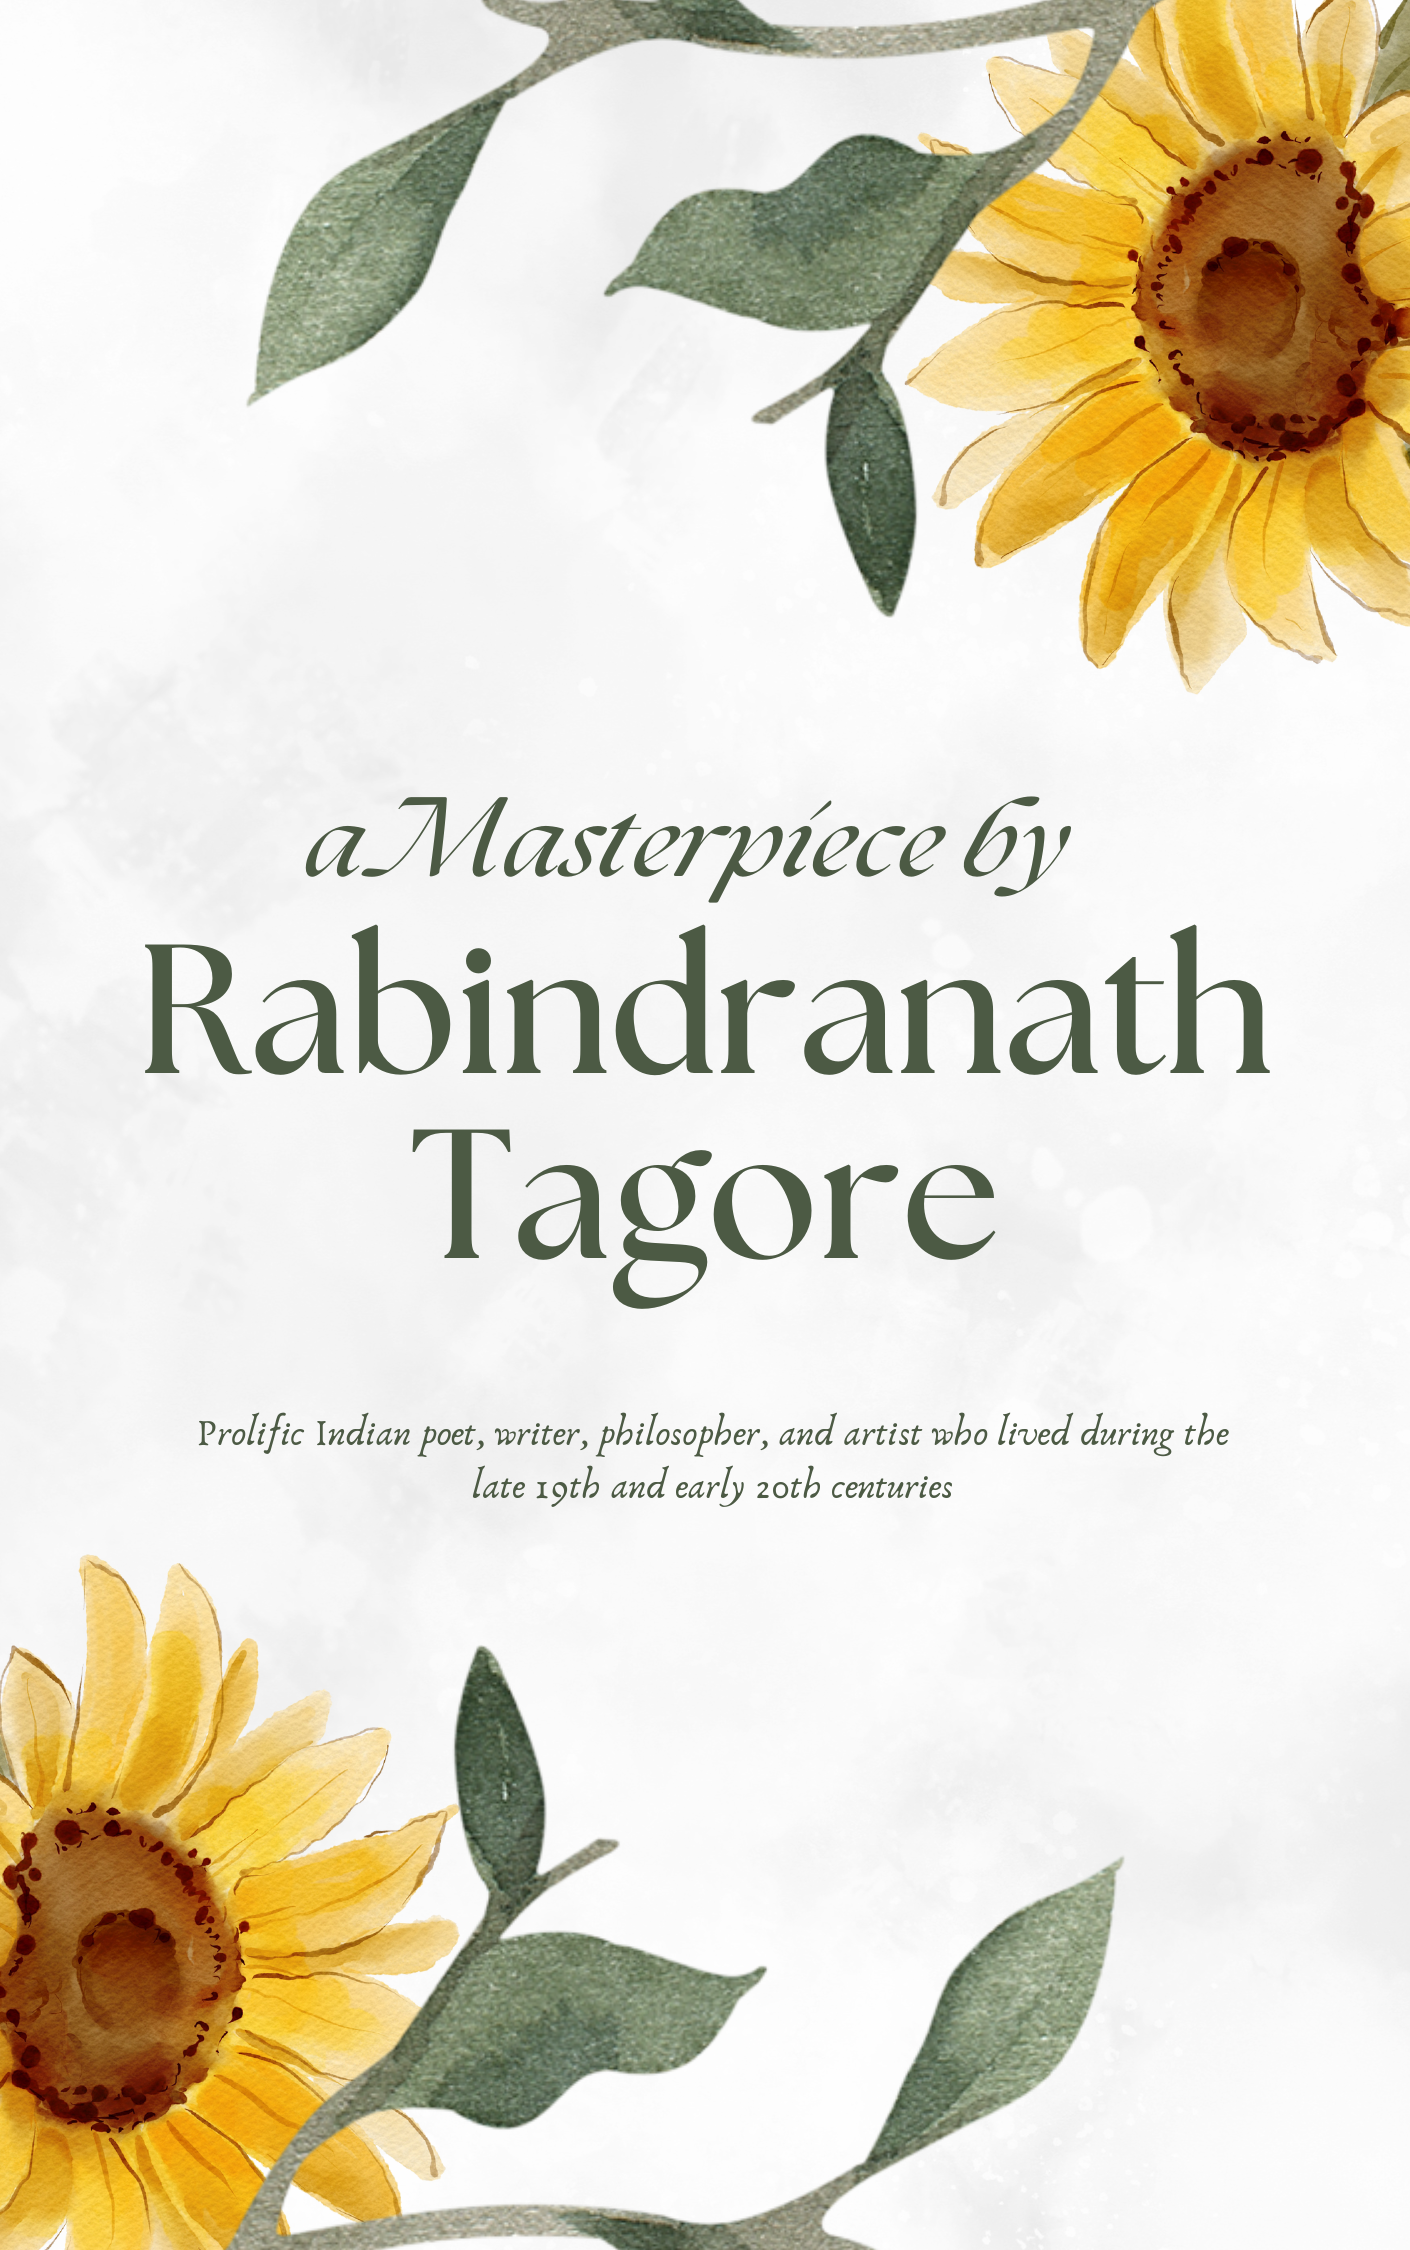 a Masterpiece by
Rabindranath
Tagore
Prolific Indian poet, writer, philosopher, and artist who lived during the
late 19th and early 20th centuries